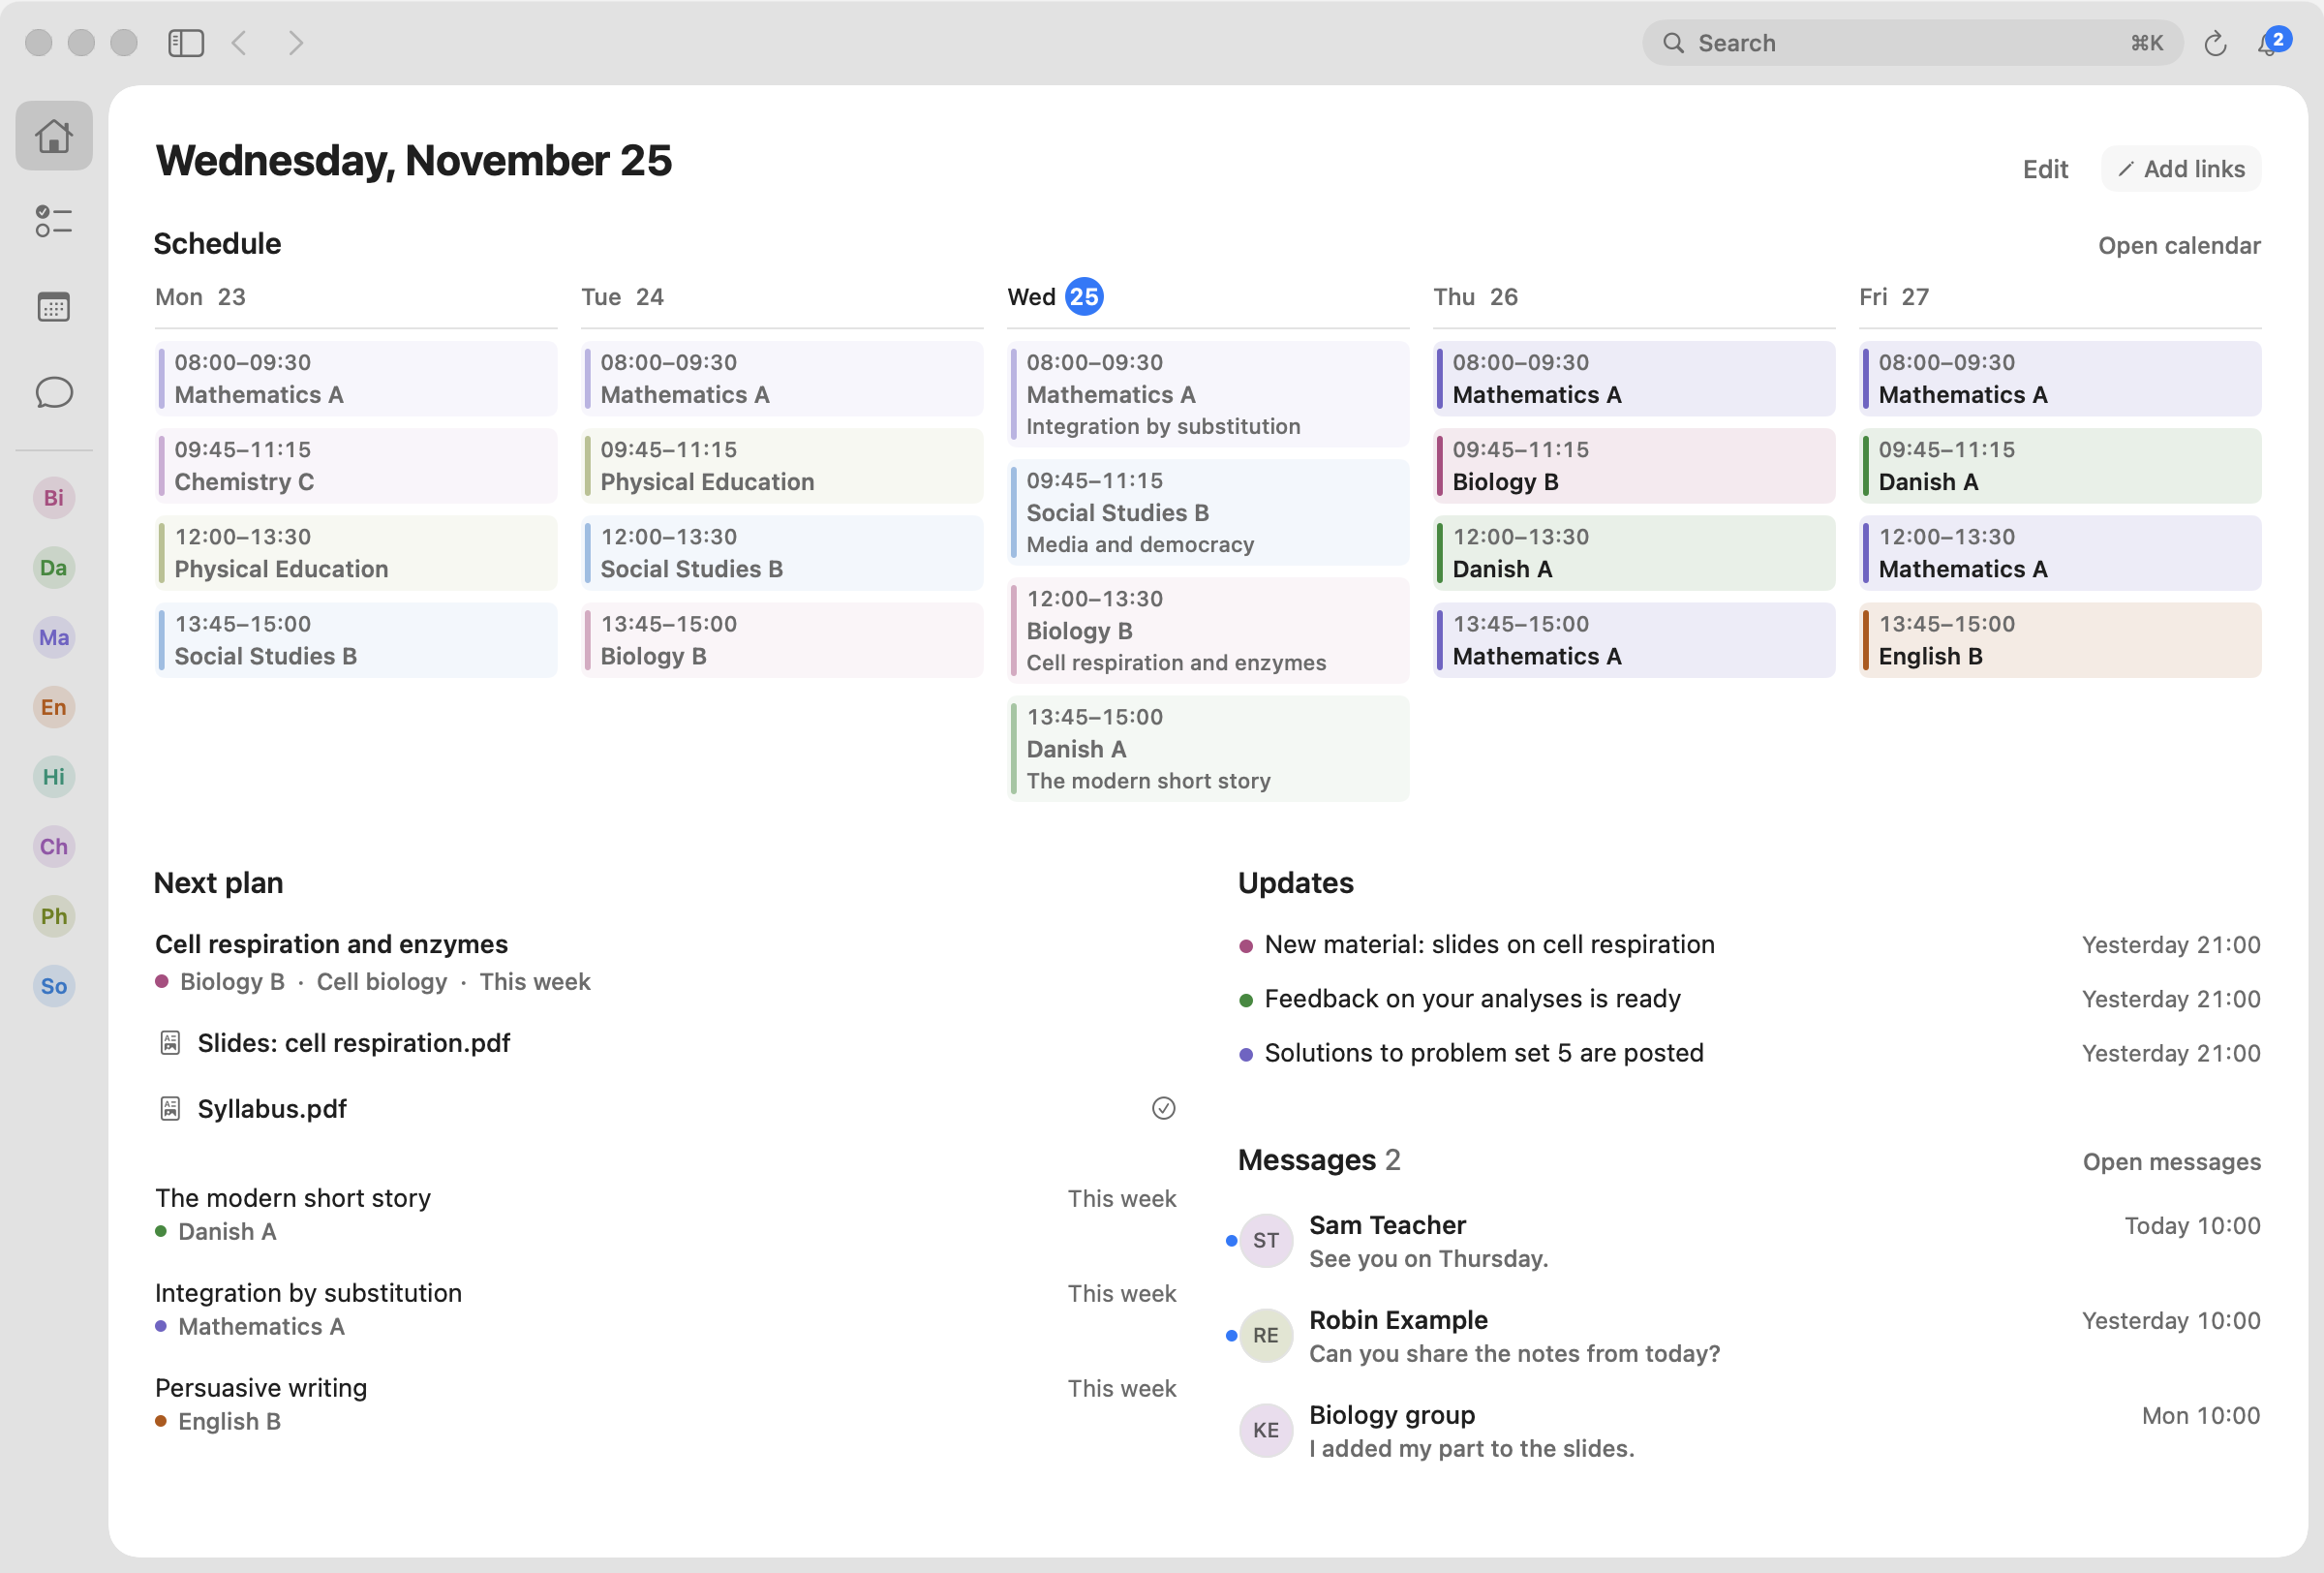 Search ⌘K 2
Wednesday, November 25
Edit Add links
Schedule
Open calendar
Mon 23
08:00–09:30
Mathematics A
09:45–11:15
Chemistry C
12:00–13:30
Physical Education
13:45–15:00
Social Studies B
Tue 24
08:00–09:30
Mathematics A
09:45–11:15
Physical Education
12:00–13:30
Social Studies B
13:45–15:00
Biology B
Wed 25
08:00–09:30
Mathematics A
Integration by substitution
09:45–11:15
Social Studies B
Media and democracy
12:00–13:30
Biology B
Cell respiration and enzymes
13:45–15:00
Danish A
The modern short story
Thu 26
08:00–09:30
Mathematics A
09:45–11:15
Biology B
12:00–13:30
Danish A
13:45–15:00
Mathematics A
Fri 27
08:00–09:30
Mathematics A
09:45–11:15
Danish A
12:00–13:30
Mathematics A
13:45–15:00
English B
Bi
Da
Ma
En
Hi
Ch
Ph
So
Next plan
Cell respiration and enzymes
Biology B · Cell biology · This week
Slides: cell respiration.pdf
Syllabus.pdf
The modern short story This week
Danish A
Integration by substitution This week
Mathematics A
Persuasive writing This week
English B
Updates
New material: slides on cell respiration Yesterday 21:00
Feedback on your analyses is ready Yesterday 21:00
Solutions to problem set 5 are posted Yesterday 21:00
Messages 2 Open messages
ST
Sam Teacher Today 10:00
See you on Thursday.
RE
Robin Example Yesterday 10:00
Can you share the notes from today?
KE
Biology group Mon 10:00
I added my part to the slides.